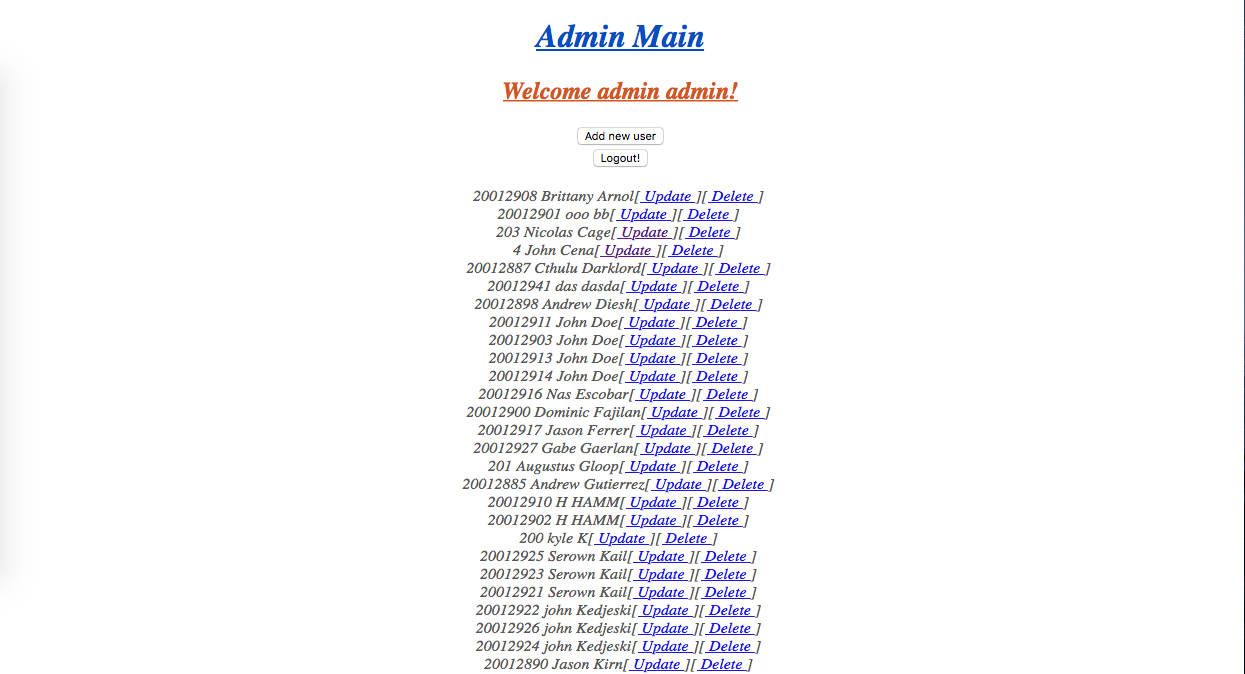 Admin Main
Welcome admin admin!
Add new user
Logout!
20012908 Brittany Arnol[ Update ][ Delete ]
20012901 ooo bb[ Update ][ Delete ]
203 Nicolas Cage[ Update ][ Delete ]
4 John Cena[ Update ][ Delete ]
20012887 Cthulu Darklord[ Update ][ Delete ]
20012941 das dasda[ Update ][ Delete ]
20012898 Andrew Diesh[ Update ][ Delete ]
20012911 John Doe[ Update ][ Delete ]
20012903 John Doe[ Update ][ Delete ]
20012913 John Doe[ Update ][ Delete ]
20012914 John Doe[ Update ][ Delete ]
20012916 Nas Escobar[ Update ][ Delete ]
20012900 Dominic Fajilan[ Update ][ Delete ]
20012917 Jason Ferrer[ Update ][ Delete ]
20012927 Gabe Gaerlan[ Update ][ Delete ]
201 Augustus Gloop[ Update ][ Delete ]
20012885 Andrew Gutierrez[ Update ][ Delete ]
20012910 H HAMM[ Update ][ Delete ]
20012902 H HAMM[ Update ][ Delete ]
200 kyle K[ Update ][ Delete ]
20012925 Serown Kail[ Update ][ Delete ]
20012923 Serown Kail[ Update ][ Delete ]
20012921 Serown Kail[ Update ][ Delete ]
20012922 john Kedjeski[ Update ][ Delete ]
20012926 john Kedjeski[ Update ][ Delete ]
20012924 john Kedjeski[ Update ][ Delete ]
20012890 Jason Kirn[ Update ][ Delete ]